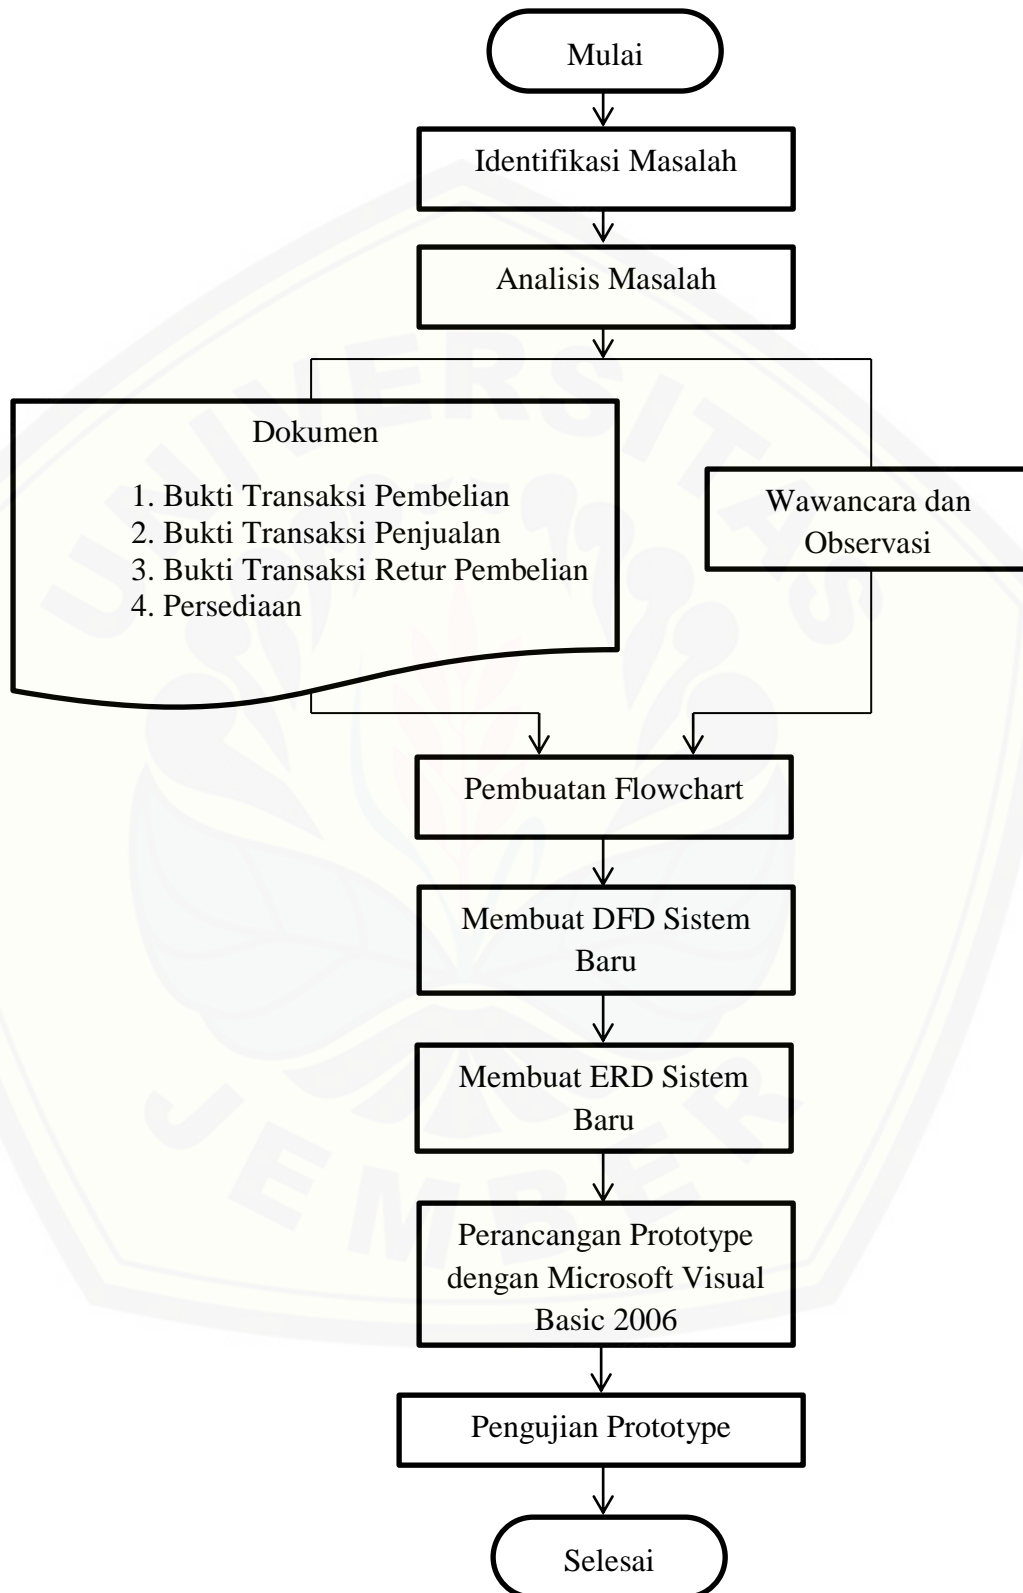 Mulai
Identifikasi Masalah
Analisis Masalah
Dokumen
1. Bukti Transaksi Pembelian
2. Bukti Transaksi Penjualan
3. Bukti Transaksi Retur Pembelian
4. Persediaan
Wawancara dan
Observasi
Pembuatan Flowchart
Membuat DFD Sistem
Baru
Membuat ERD Sistem
Baru
Perancangan Prototype
dengan Microsoft Visual
Basic 2006
Pengujian Prototype
Selesai
UNIVERSITAS
JEMBER